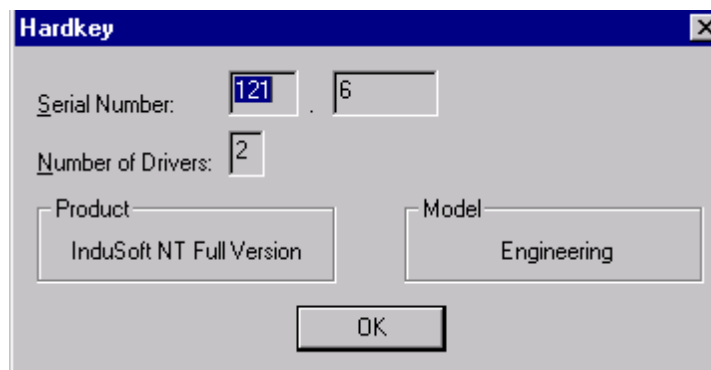 Hardkey
Serial Number: 121 . 6
Number of Drivers: 2
Product
InduSoft NT Full Version
Model
Engineering
OK